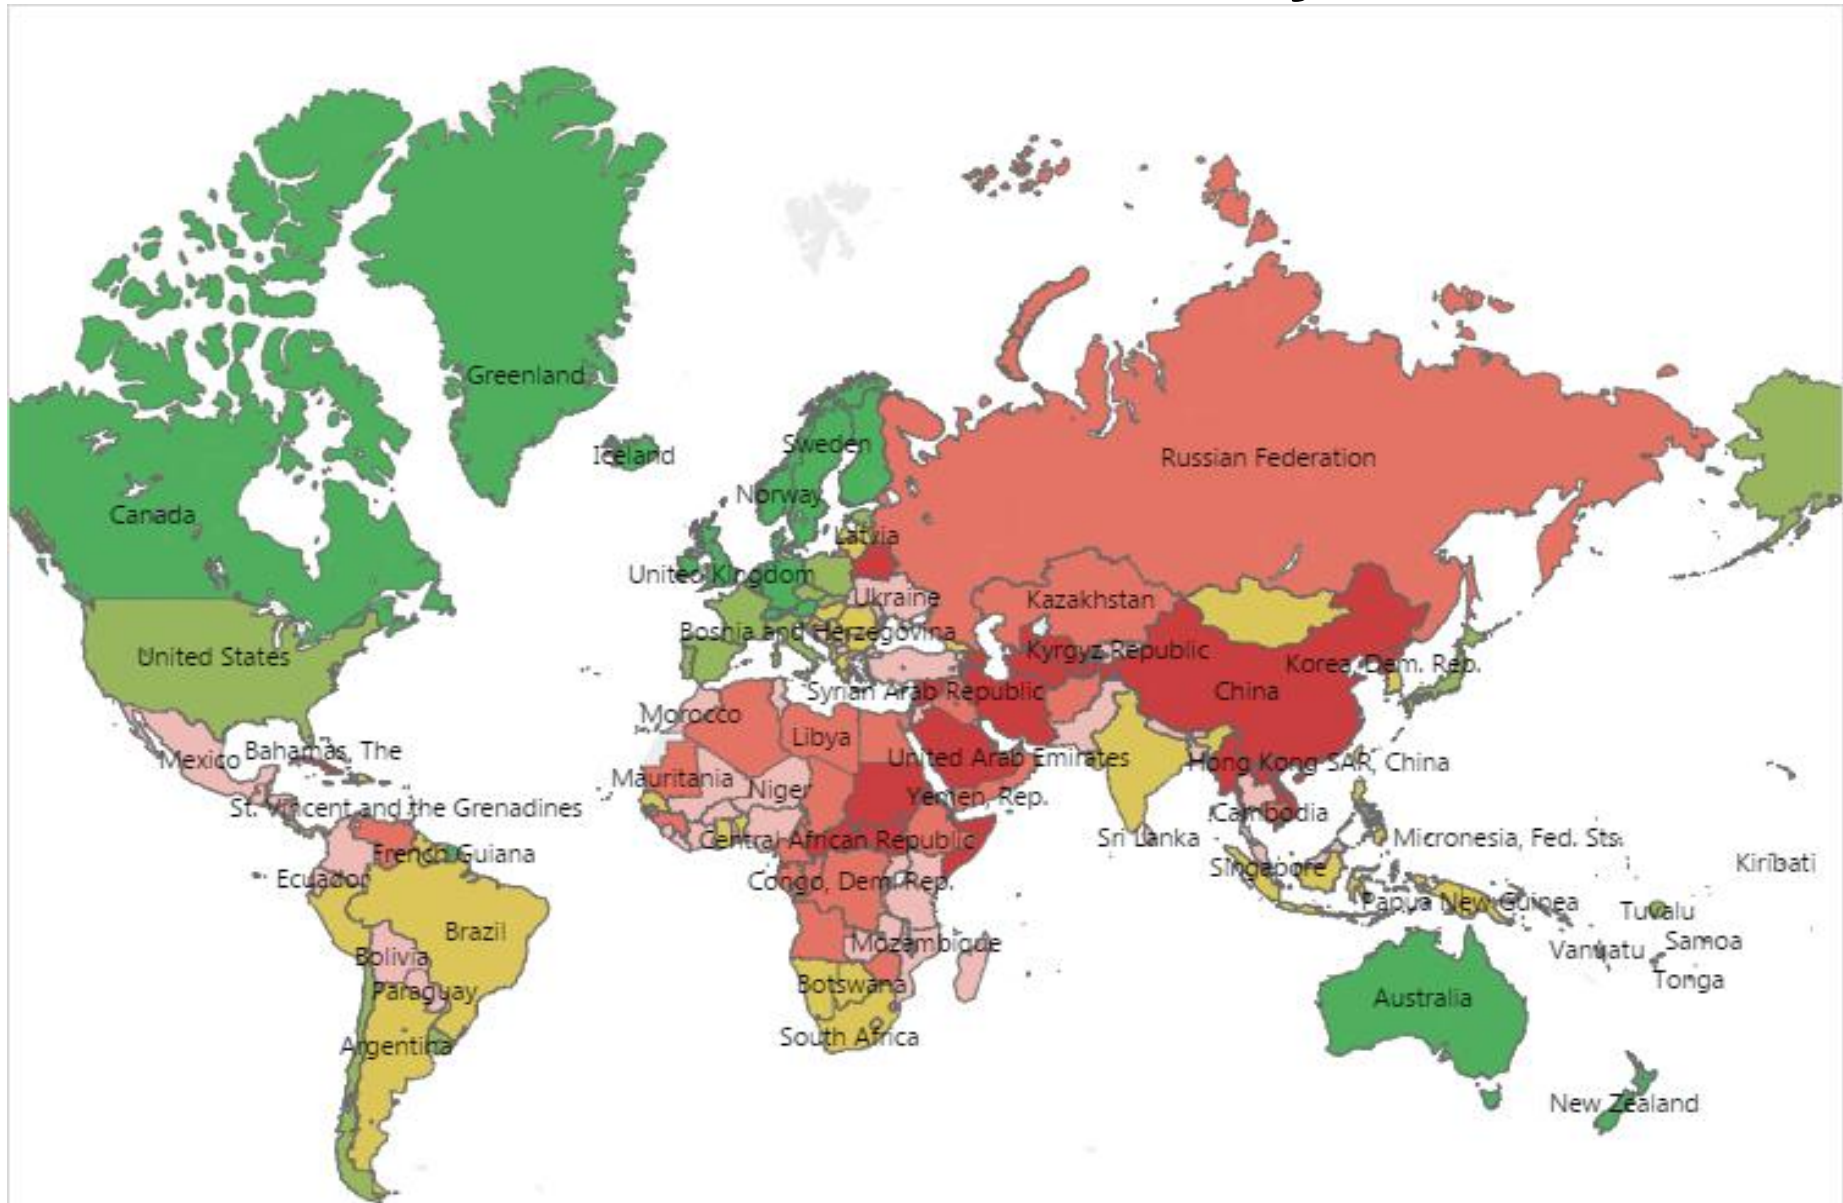 Greenland
Iceland
Sweden
Russian Federation
Norway
Canada
Latvia
United Kingdom
Ukraine
Kazakhstan
Bosnia and Herzegovina
United States
Kyrgyz Republic
Korea, Dem. Rep.
Syrian Arab Republic
China
Morocco
Libya
Mexico
Bahamas, The
United Arab Emirates
Hong Kong SAR, China
Mauritania
Niger
Yemen, Rep.
St. Vincent and the Grenadines
Cambodia
Central African Republic
Sri Lanka
Micronesia, Fed. Sts.
French Guiana
Singapore
Kiribati
Ecuador
Congo, Dem. Rep.
Papua New Guinea
Tuvalu
Brazil
Samoa
Mozambique
Vanuatu
Bolivia
Tonga
Botswana
Paraguay
Australia
South Africa
Argentina
New Zealand